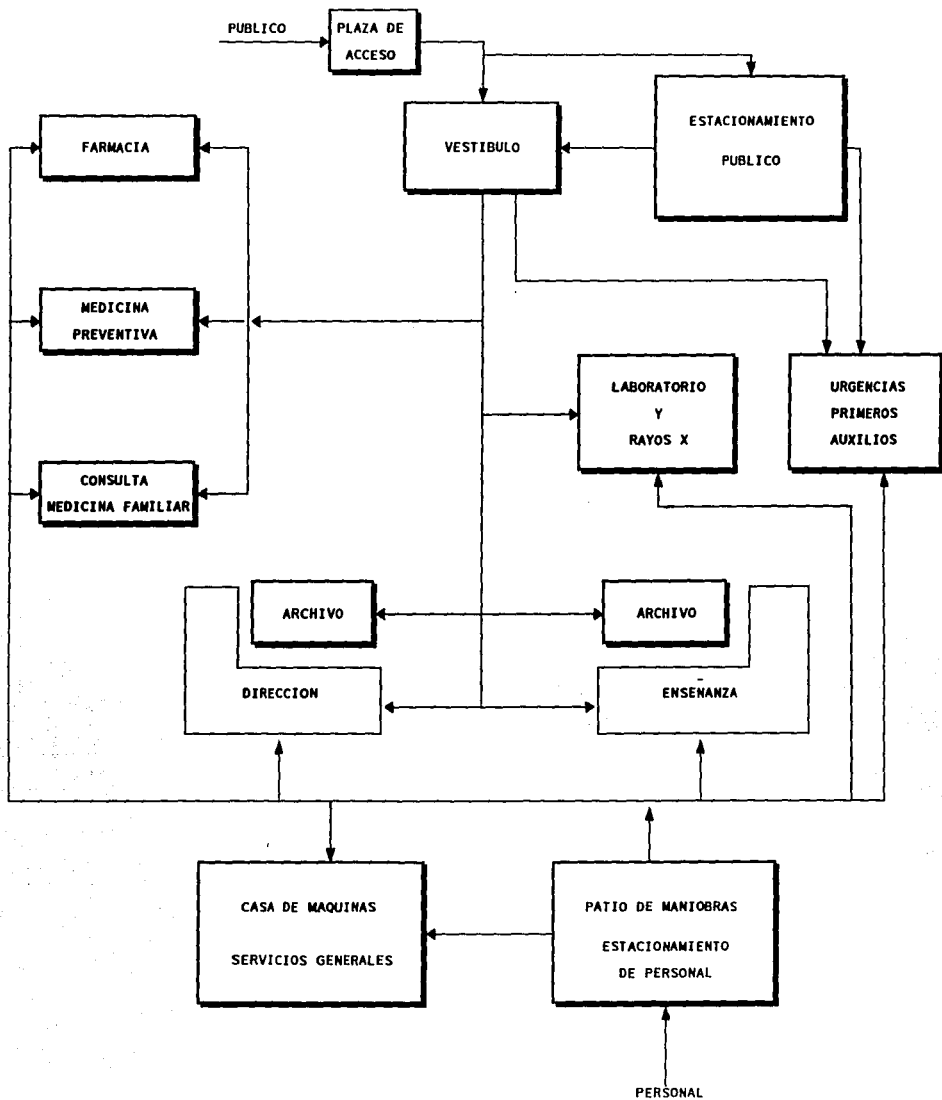 PUBLICO
PLAZA DE
ACCESO
ESTACIONAMIENTO
PUBLICO
VESTIBULO
FARMACIA
MEDICINA
PREVENTIVA
LABORATORIO
Y
RAYOS X
URGENCIAS
PRIMEROS
AUXILIOS
CONSULTA
MEDICINA FAMILIAR
ARCHIVO
ARCHIVO
DIRECCION
ENSEÑANZA
CASA DE MAQUINAS
SERVICIOS GENERALES
PATIO DE MANIOBRAS
ESTACIONAMIENTO
DE PERSONAL
PERSONAL